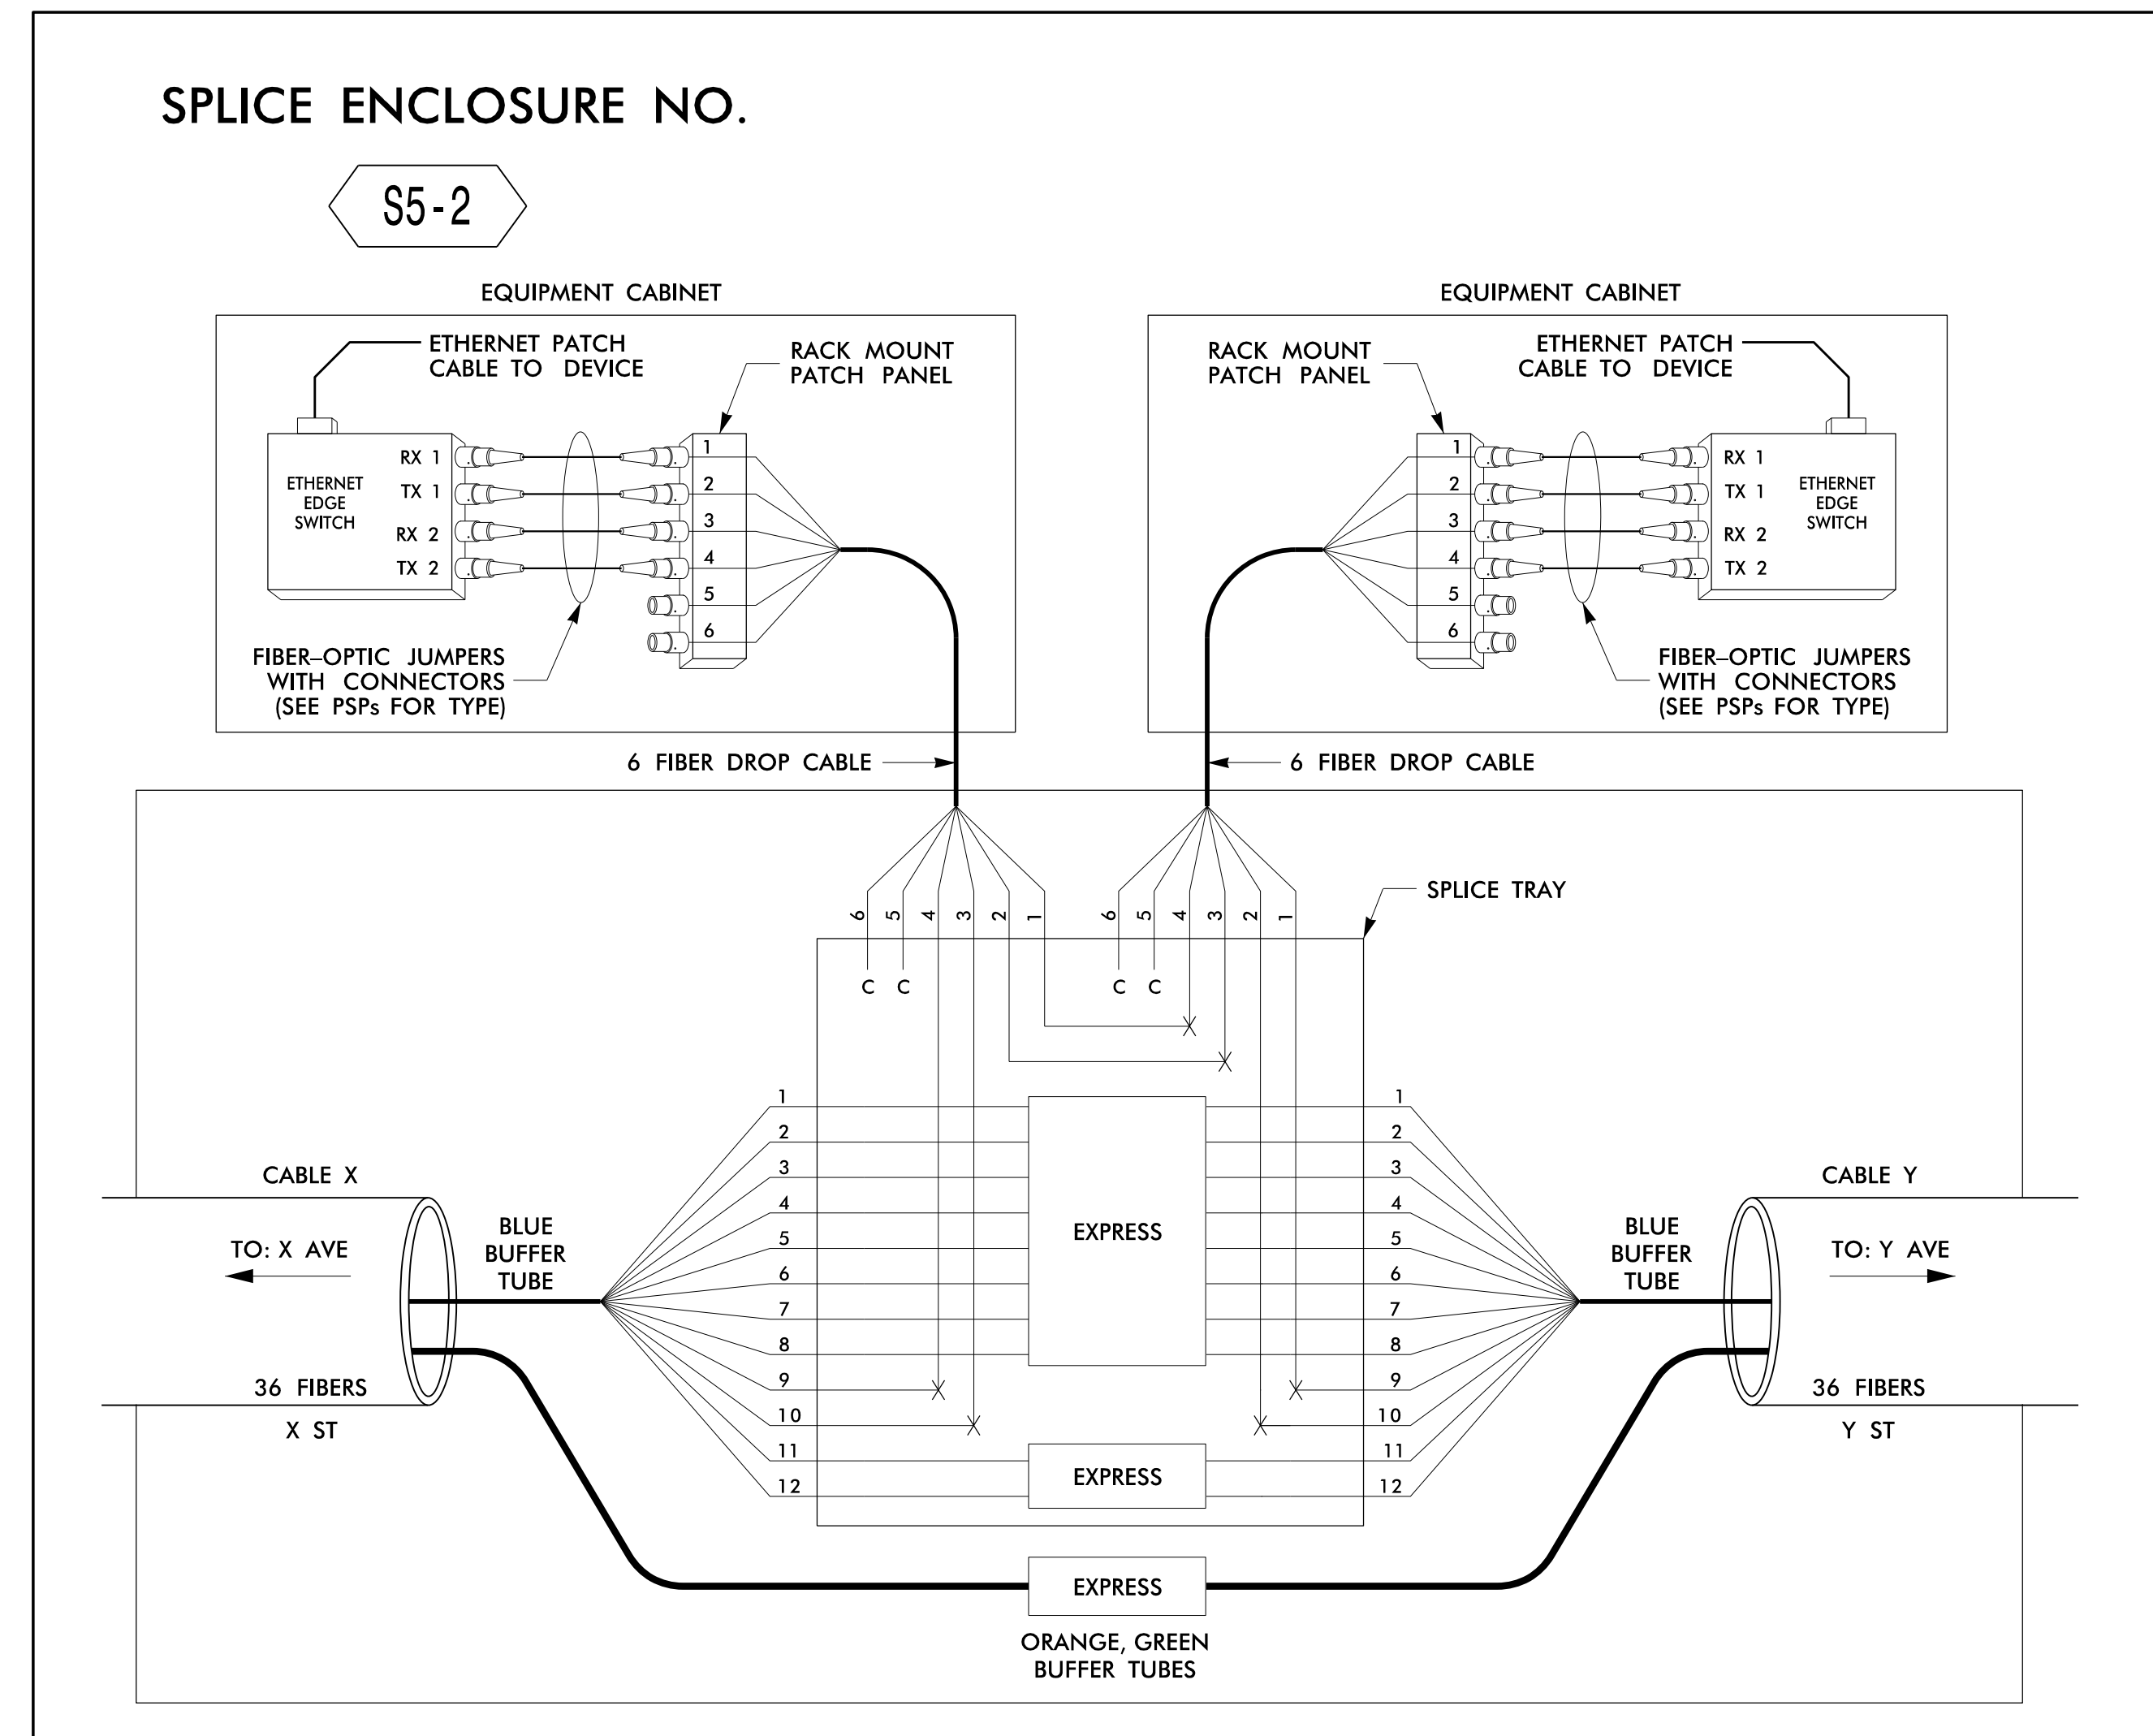 SPLICE ENCLOSURE NO.
S5-2
EQUIPMENT CABINET
ETHERNET PATCH
CABLE TO DEVICE
RACK MOUNT
PATCH PANEL
ETHERNET
EDGE
SWITCH
RX 1
TX 1
RX 2
TX 2
1
2
3
4
5
6
FIBER–OPTIC JUMPERS
WITH CONNECTORS
(SEE PSPs FOR TYPE)
EQUIPMENT CABINET
RACK MOUNT
PATCH PANEL
ETHERNET PATCH
CABLE TO DEVICE
1
2
3
4
5
6
RX 1
TX 1
RX 2
TX 2
ETHERNET
EDGE
SWITCH
FIBER–OPTIC JUMPERS
WITH CONNECTORS
(SEE PSPs FOR TYPE)
6 FIBER DROP CABLE
6 FIBER DROP CABLE
SPLICE TRAY
6 5 4 3 2 1
6 5 4 3 2 1
C C
C C
CABLE X
TO: X AVE
36 FIBERS
X ST
BLUE
BUFFER
TUBE
1
2
3
4
5
6
7
8
9
10
11
12
EXPRESS
EXPRESS
1
2
3
4
5
6
7
8
9
10
11
12
BLUE
BUFFER
TUBE
CABLE Y
TO: Y AVE
36 FIBERS
Y ST
EXPRESS
ORANGE, GREEN
BUFFER TUBES